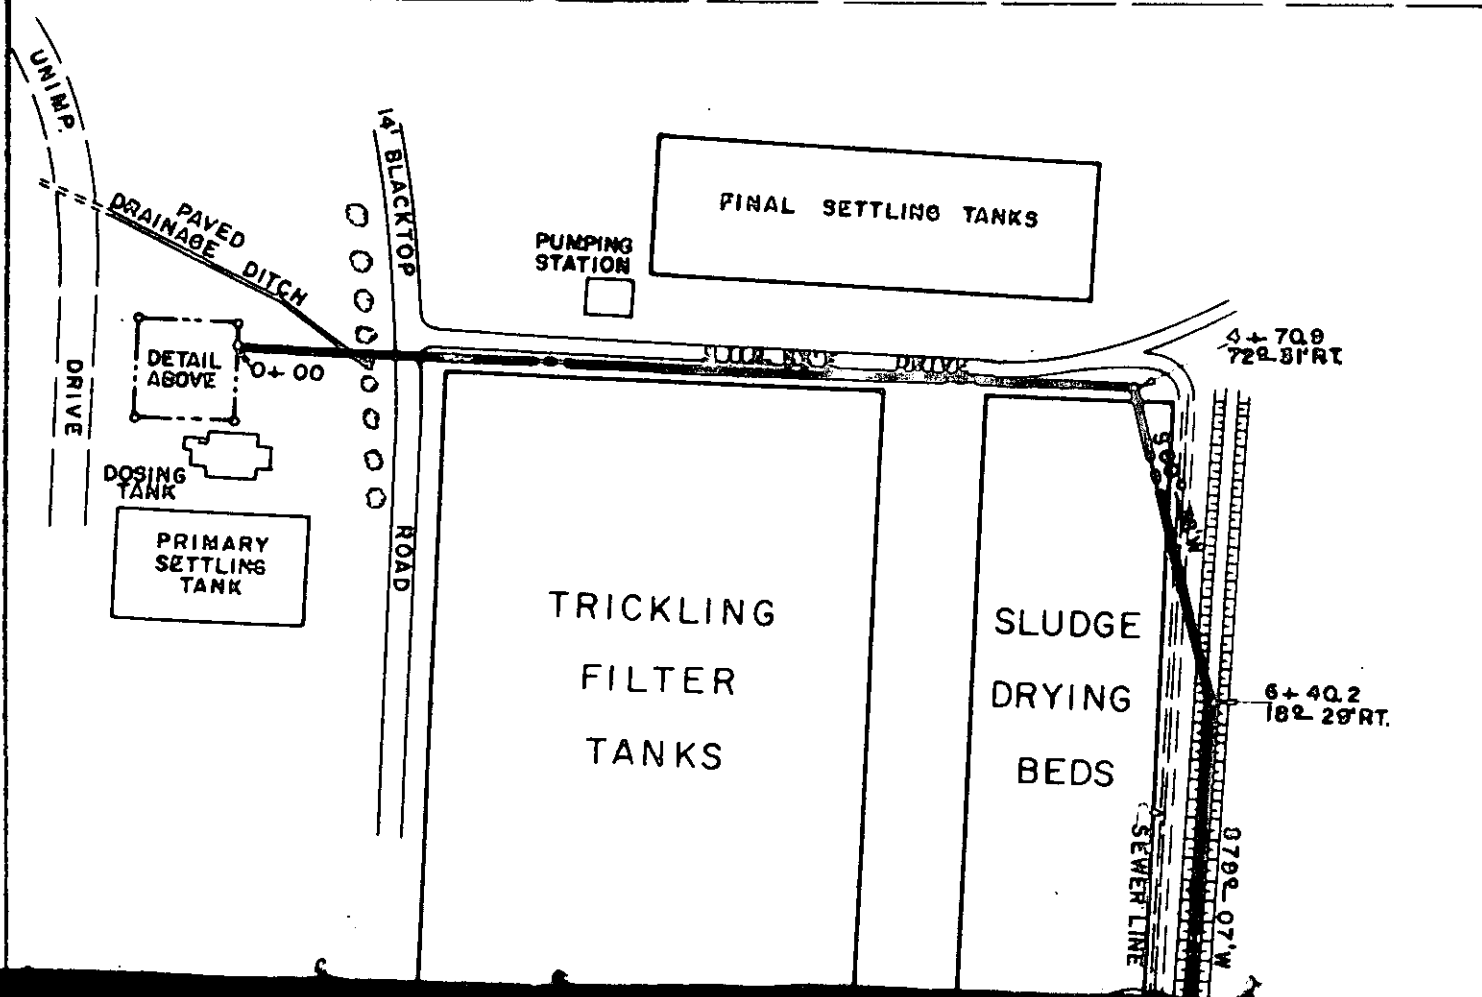 UNIMP.
DRIVE
PAVED
DRAINAGE DITCH
14' BLACKTOP
ROAD
PUMPING
STATION
FINAL SETTLING TANKS
4+70.9
72º-31' RT.
DETAIL
ABOVE
0+00
DRIVE
DOSING
TANK
PRIMARY
SETTLING
TANK
TRICKLING
FILTER
TANKS
SLUDGE
DRYING
BEDS
6+40.2
18º-29' RT.
SEWER LINE
07'W